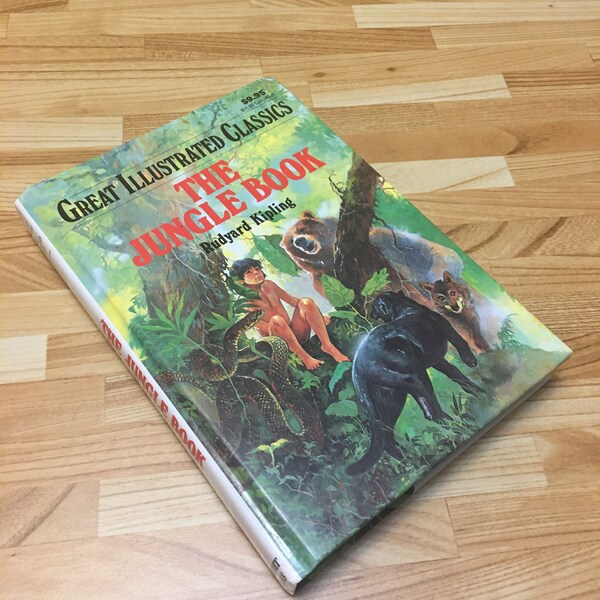 $9.95
GREAT ILLUSTRATED CLASSICS
THE
JUNGLE BOOK
Rudyard Kipling
THE JUNGLE BOOK